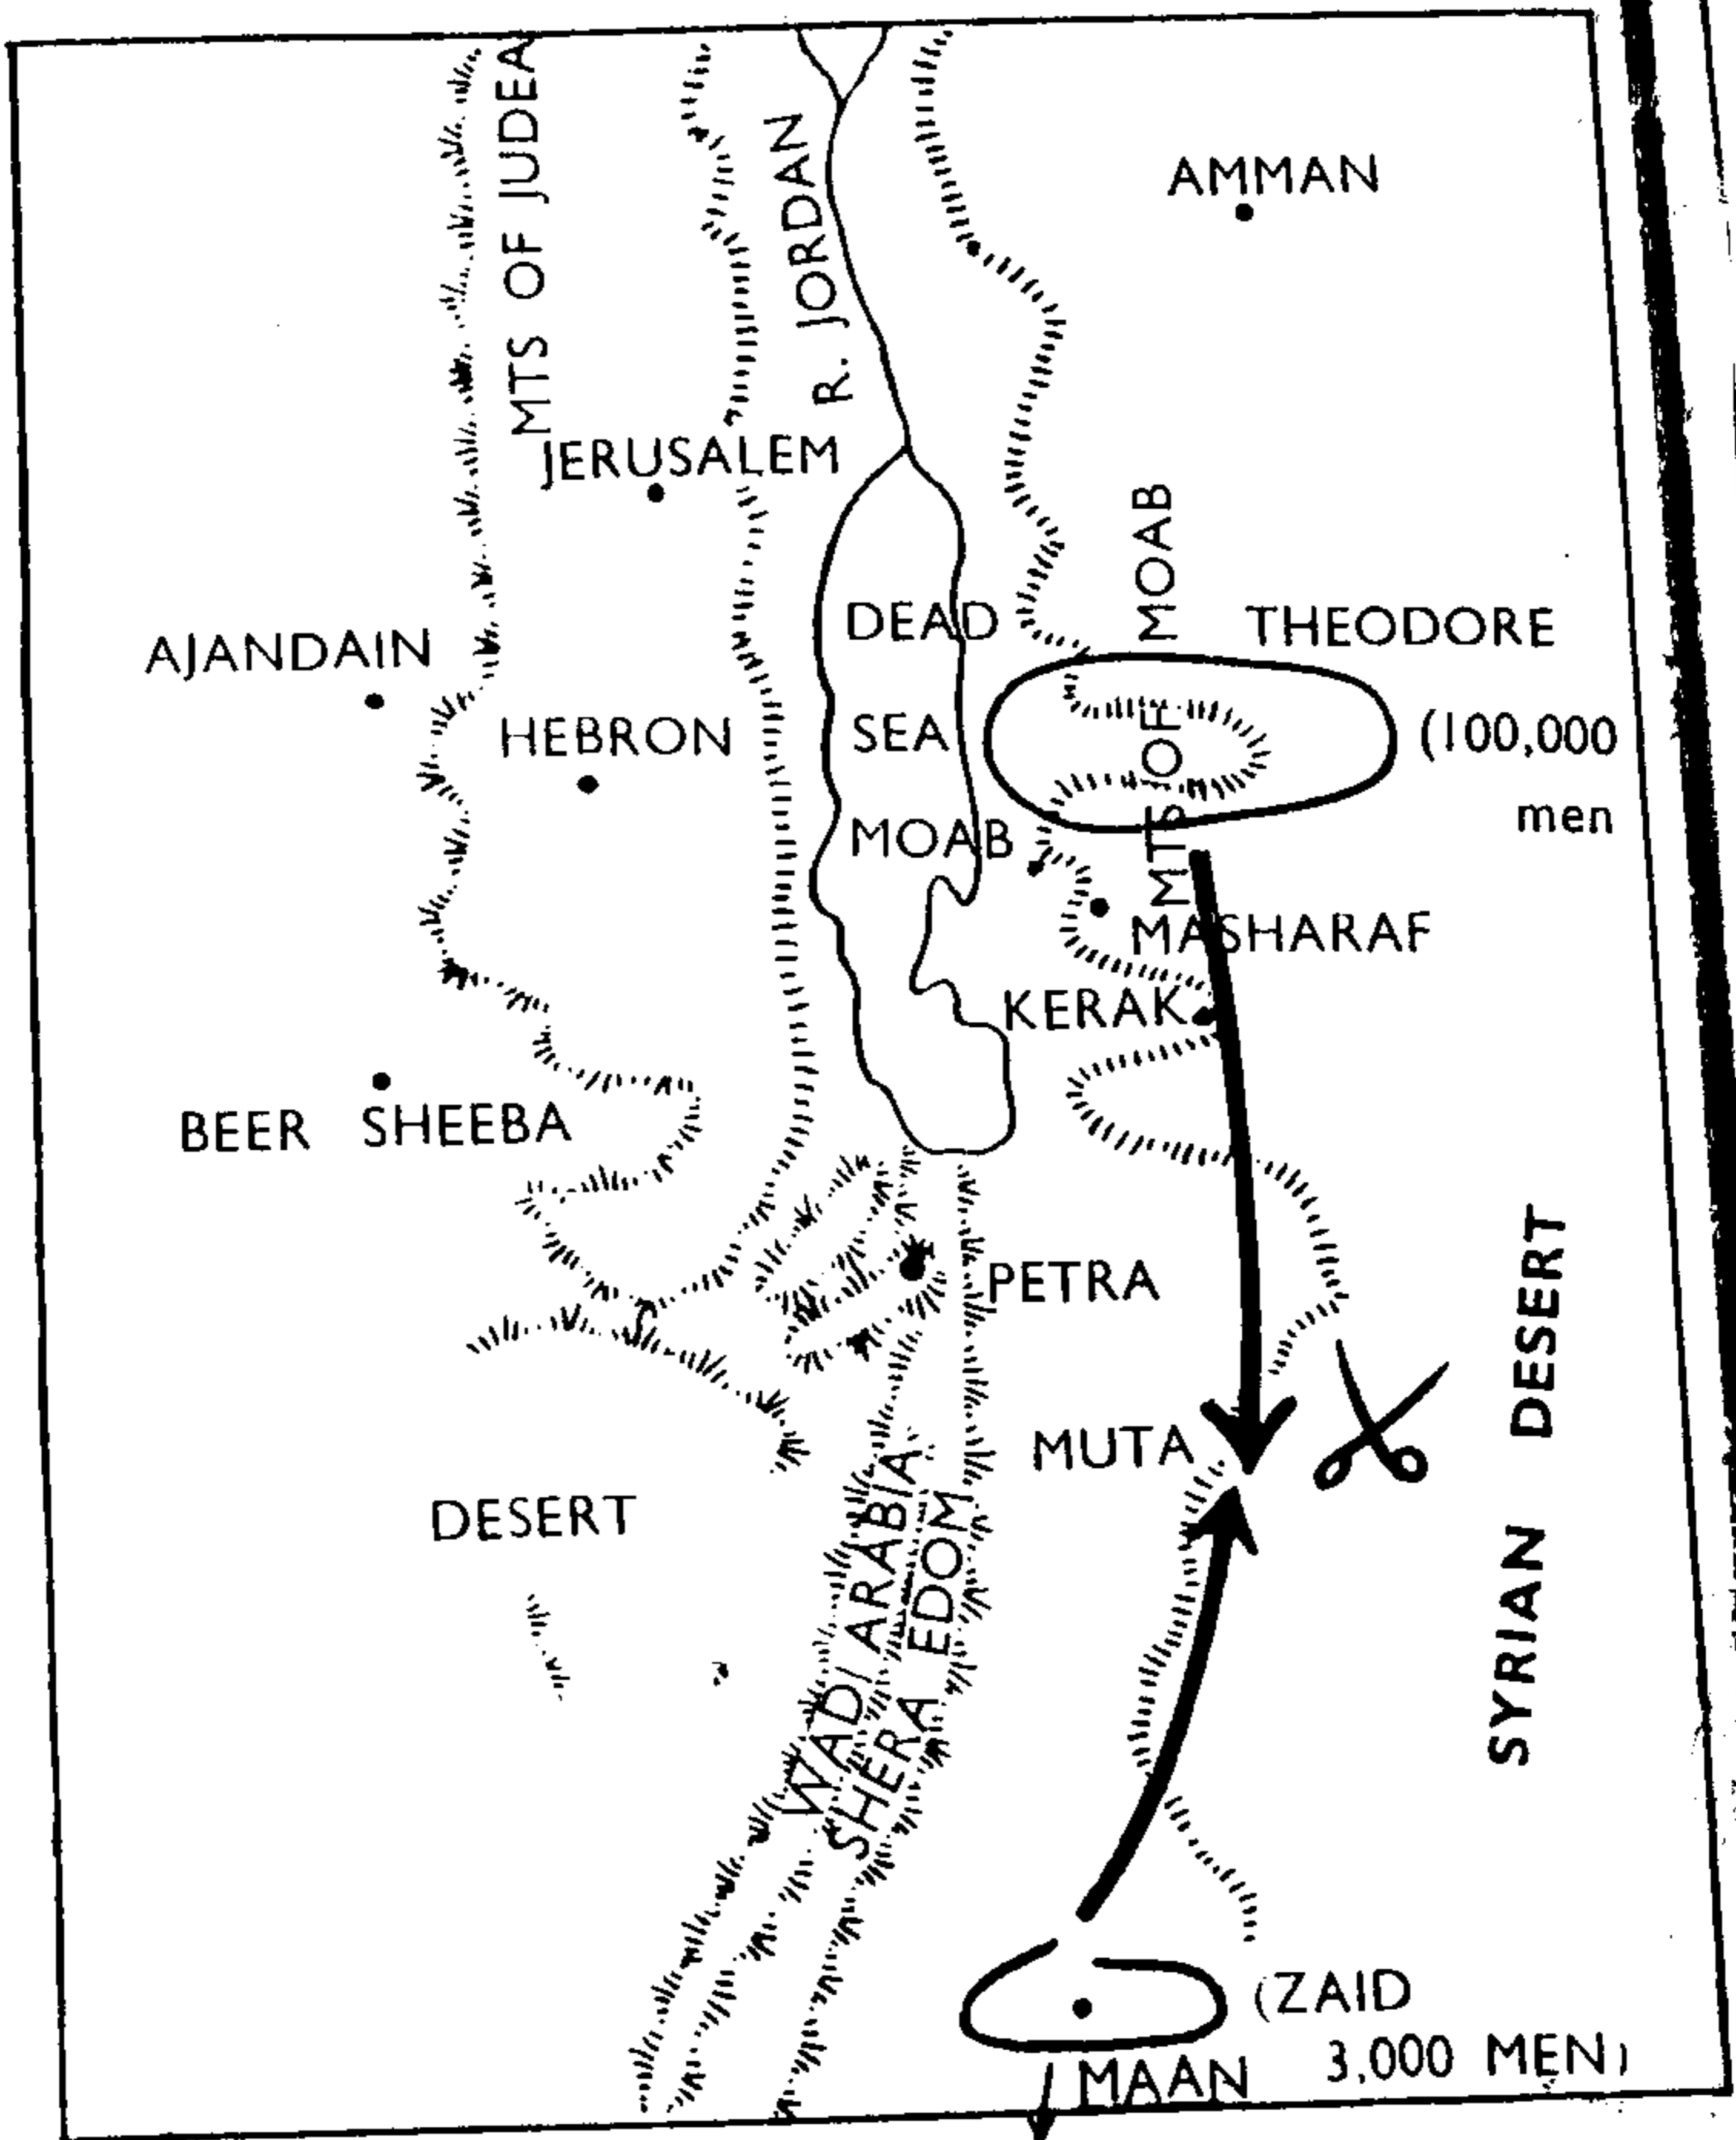 MTS OF JUDEA
R. JORDAN
AMMAN
JERUSALEM
MTS OF MOAB
AJANDAIN
HEBRON
DEAD
SEA
MOAB
THEODORE
(100,000
men
MASHARAF
KERAK
BEER SHEEBA
PETRA
MUTA
SYRIAN DESERT
DESERT
WADI ARABIA
SHERA EDOM
(ZAID
3,000 MEN)
MAAN